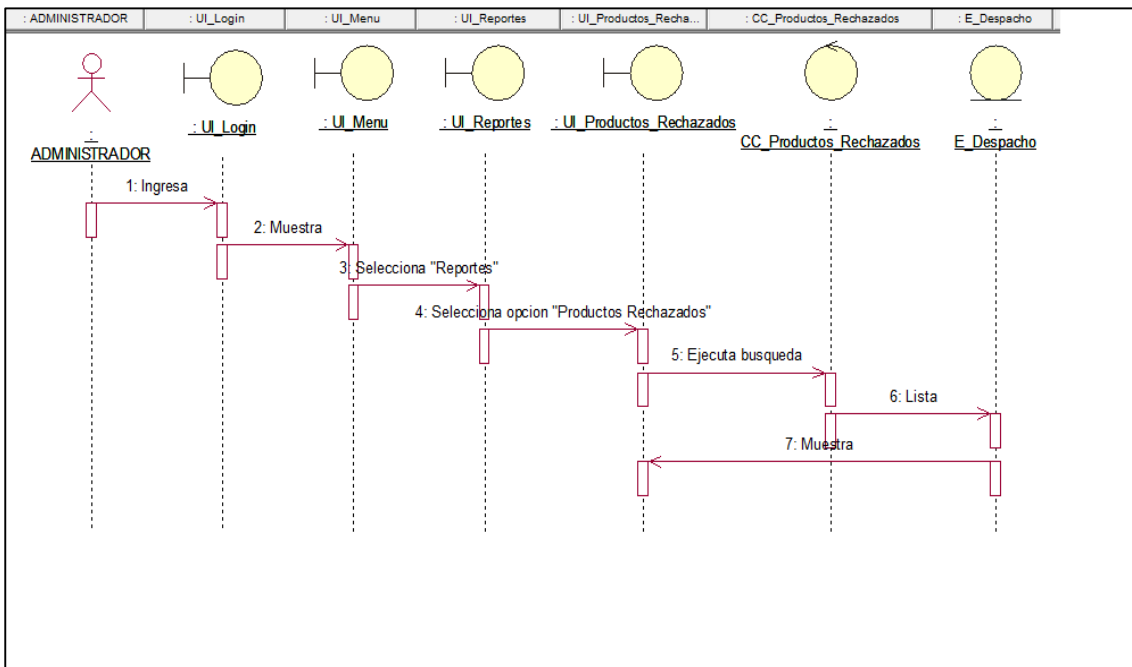 : ADMINISTRADOR
: UI_Login
: UI_Menu
: UI_Reportes
: UI_Productos_Recha...
: CC_Productos_Rechazados
: E_Despacho
:
ADMINISTRADOR
: UI_Login
: UI_Menu
: UI_Reportes
: UI_Productos_Rechazados
:
CC_Productos_Rechazados
:
E_Despacho
1: Ingresa
2: Muestra
3: Selecciona "Reportes"
4: Selecciona opcion "Productos Rechazados"
5: Ejecuta busqueda
6: Lista
7: Muestra